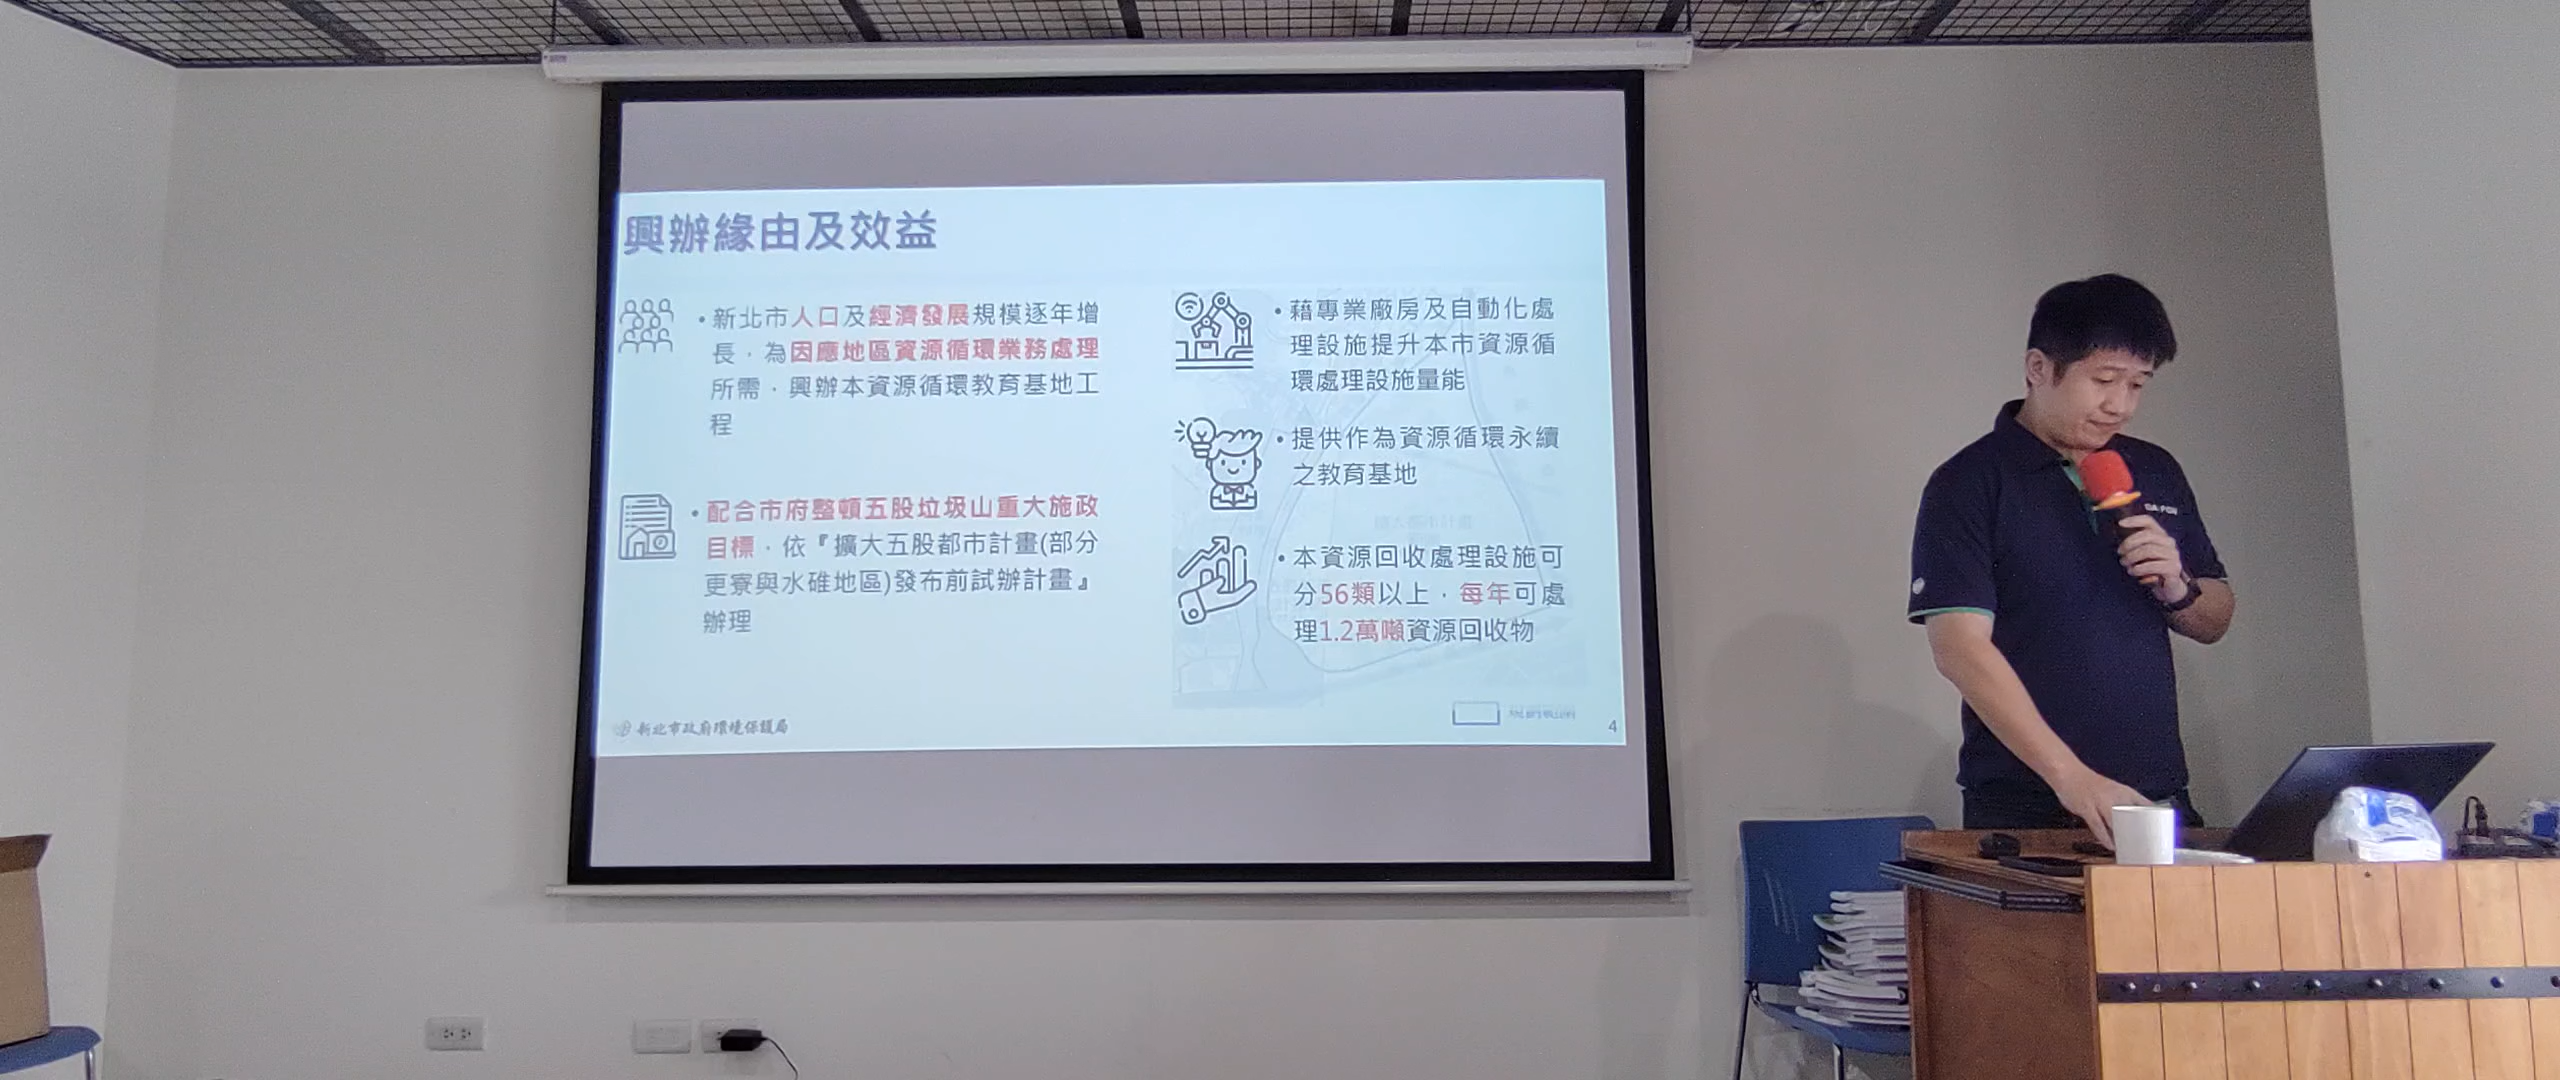 興辦緣由及效益
•新北市人口及經濟發展規模逐年增
長，為因應地區資源循環業務處理
所需，興辦本資源循環教育基地工
程
•配合市府整頓五股垃圾山重大施政
目標，依『擴大五股都市計畫(部分
更寮與水碓地區)發布前試辦計畫』
辦理
•藉專業廠房及自動化處
理設施提升本市資源循
環處理設施量能
•提供作為資源循環永續
之教育基地
•本資源回收處理設施可
分56類以上，每年可處
理1.2萬噸資源回收物
新北市政府環境保護局
4